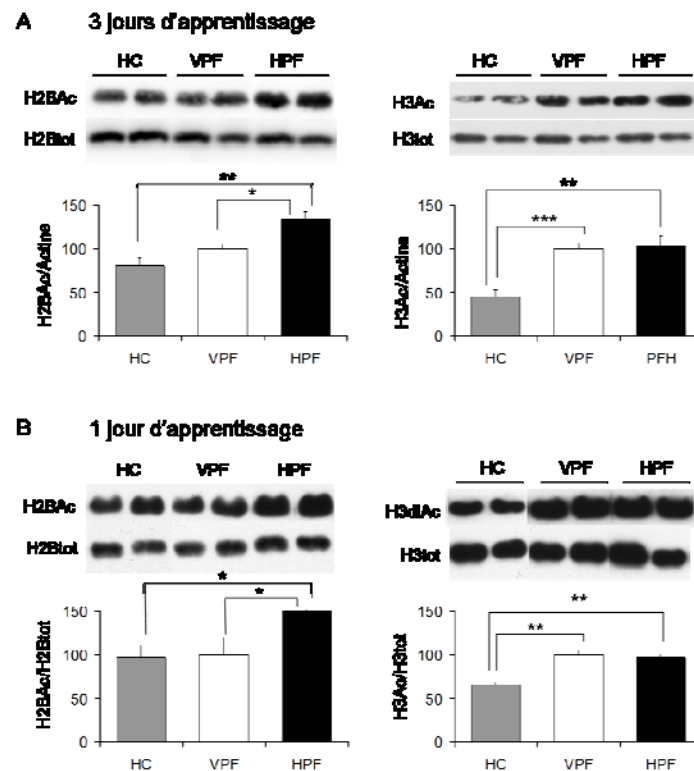 A 3 jours d'apprentissage
HC VPF HPF
H2BAc
H2Btot
** 
*
150
100
50
0
H2BAc/Actine
HC VPF HPF
HC VPF HPF
H3Ac
H3tot
**
***
150
100
50
0
H3Ac/Actine
HC VPF PFH
B 1 jour d'apprentissage
HC VPF HPF
H2BAc
H2Btot
*
*
150
100
50
0
H2BAc/H2Btot
HC VPF HPF
HC VPF HPF
H3diAc
H3tot
**
**
150
100
50
0
H3Ac/H3tot
HC VPF HPF